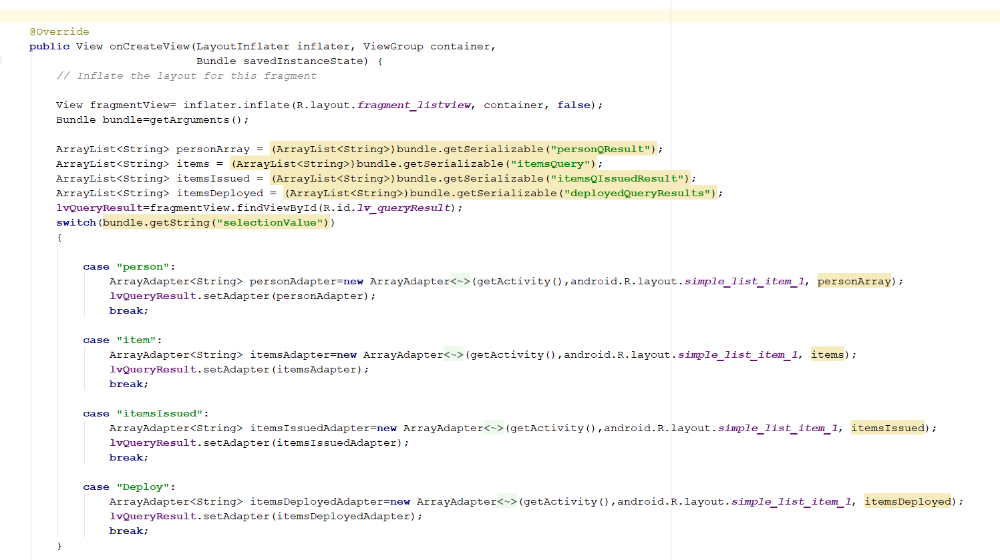 @Override
public View onCreateView(LayoutInflater inflater, ViewGroup container,
                         Bundle savedInstanceState) {
    // Inflate the layout for this fragment
    View fragmentView= inflater.inflate(R.layout.fragment_listview, container, false);
    Bundle bundle=getArguments();
    ArrayList<String> personArray = (ArrayList<String>)bundle.getSerializable("personQResult");
    ArrayList<String> items = (ArrayList<String>)bundle.getSerializable("itemsQuery");
    ArrayList<String> itemsIssued = (ArrayList<String>)bundle.getSerializable("itemsQIssuedResult");
    ArrayList<String> itemsDeployed = (ArrayList<String>)bundle.getSerializable("deployedQueryResults");
    lvQueryResult=fragmentView.findViewById(R.id.lv_queryResult);
    switch(bundle.getString("selectionValue"))
    {
        case "person":
            ArrayAdapter<String> personAdapter=new ArrayAdapter<~>(getActivity(),android.R.layout.simple_list_item_1, personArray);
            lvQueryResult.setAdapter(personAdapter);
            break;
        case "item":
            ArrayAdapter<String> itemsAdapter=new ArrayAdapter<~>(getActivity(),android.R.layout.simple_list_item_1, items);
            lvQueryResult.setAdapter(itemsAdapter);
            break;
        case "itemsIssued":
            ArrayAdapter<String> itemsIssuedAdapter=new ArrayAdapter<~>(getActivity(),android.R.layout.simple_list_item_1, itemsIssued);
            lvQueryResult.setAdapter(itemsIssuedAdapter);
            break;
        case "Deploy":
            ArrayAdapter<String> itemsDeployedAdapter=new ArrayAdapter<~>(getActivity(),android.R.layout.simple_list_item_1, itemsDeployed);
            lvQueryResult.setAdapter(itemsDeployedAdapter);
            break;
    }